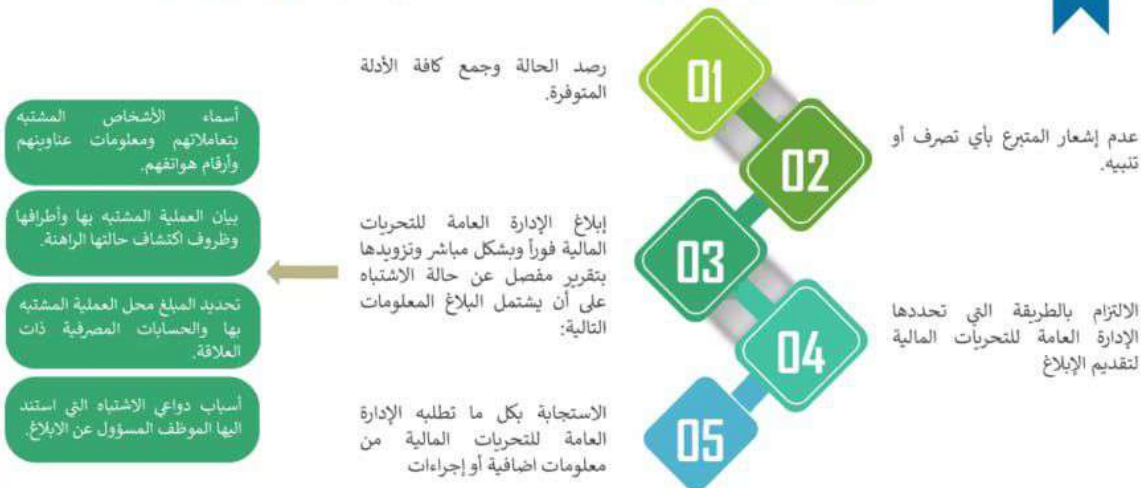 01
رصد الحالة وجمع كافة الأدلة
المتوفرة.
02
عدم إشعار المتبرع بأي تصرف أو
تنبيه.
03
إبلاغ الإدارة العامة للتحريات
المالية فوراً وبشكل مباشر وتزويدها
بتقرير مفصل عن حالة الاشتباه
على أن يشتمل البلاغ المعلومات
التالية:
أسماء الأشخاص المشتبه
بتعاملاتهم ومعلومات عناوينهم
وأرقام هواتفهم.
بيان العملية المشتبه بها وأطرافها
وظروف اكتشاف حالتها الراهنة.
تحديد المبلغ محل العملية المشتبه
بها والحسابات المصرفية ذات
العلاقة.
أسباب دواعي الاشتباه التي استند
اليها الموظف المسؤول عن الابلاغ.
04
الالتزام بالطريقة التي تحددها
الإدارة العامة للتحريات المالية
لتقديم الإبلاغ
05
الاستجابة بكل ما تطلبه الإدارة
العامة للتحريات المالية من
معلومات اضافية أو إجراءات